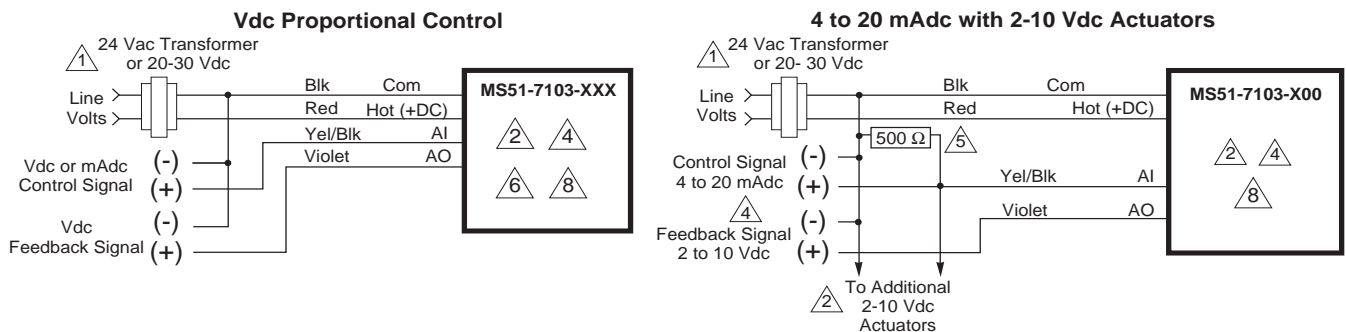 Vdc Proportional Control
1
24 Vac Transformer
or 20-30 Vdc
Line
Volts
Blk Com
Red Hot (+DC)
Yel/Blk AI
Violet AO
MS51-7103-XXX
2 4
6 8
Vdc or mAdc
Control Signal
(-)
(+)
Vdc
Feedback Signal
(-)
(+)
4 to 20 mAdc with 2-10 Vdc Actuators
1
24 Vac Transformer
or 20- 30 Vdc
Line
Volts
Blk Com
Red Hot (+DC)
500 Ω
5
MS51-7103-X00
2 4
8
Control Signal
4 to 20 mAdc
(-)
(+)
Yel/Blk AI
4
Feedback Signal
2 to 10 Vdc
(-)
(+)
Violet AO
2
To Additional
2-10 Vdc
Actuators